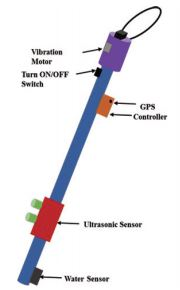 Vibration
Motor
Turn ON/OFF
Switch
GPS
Controller
Ultrasonic Sensor
Water Sensor